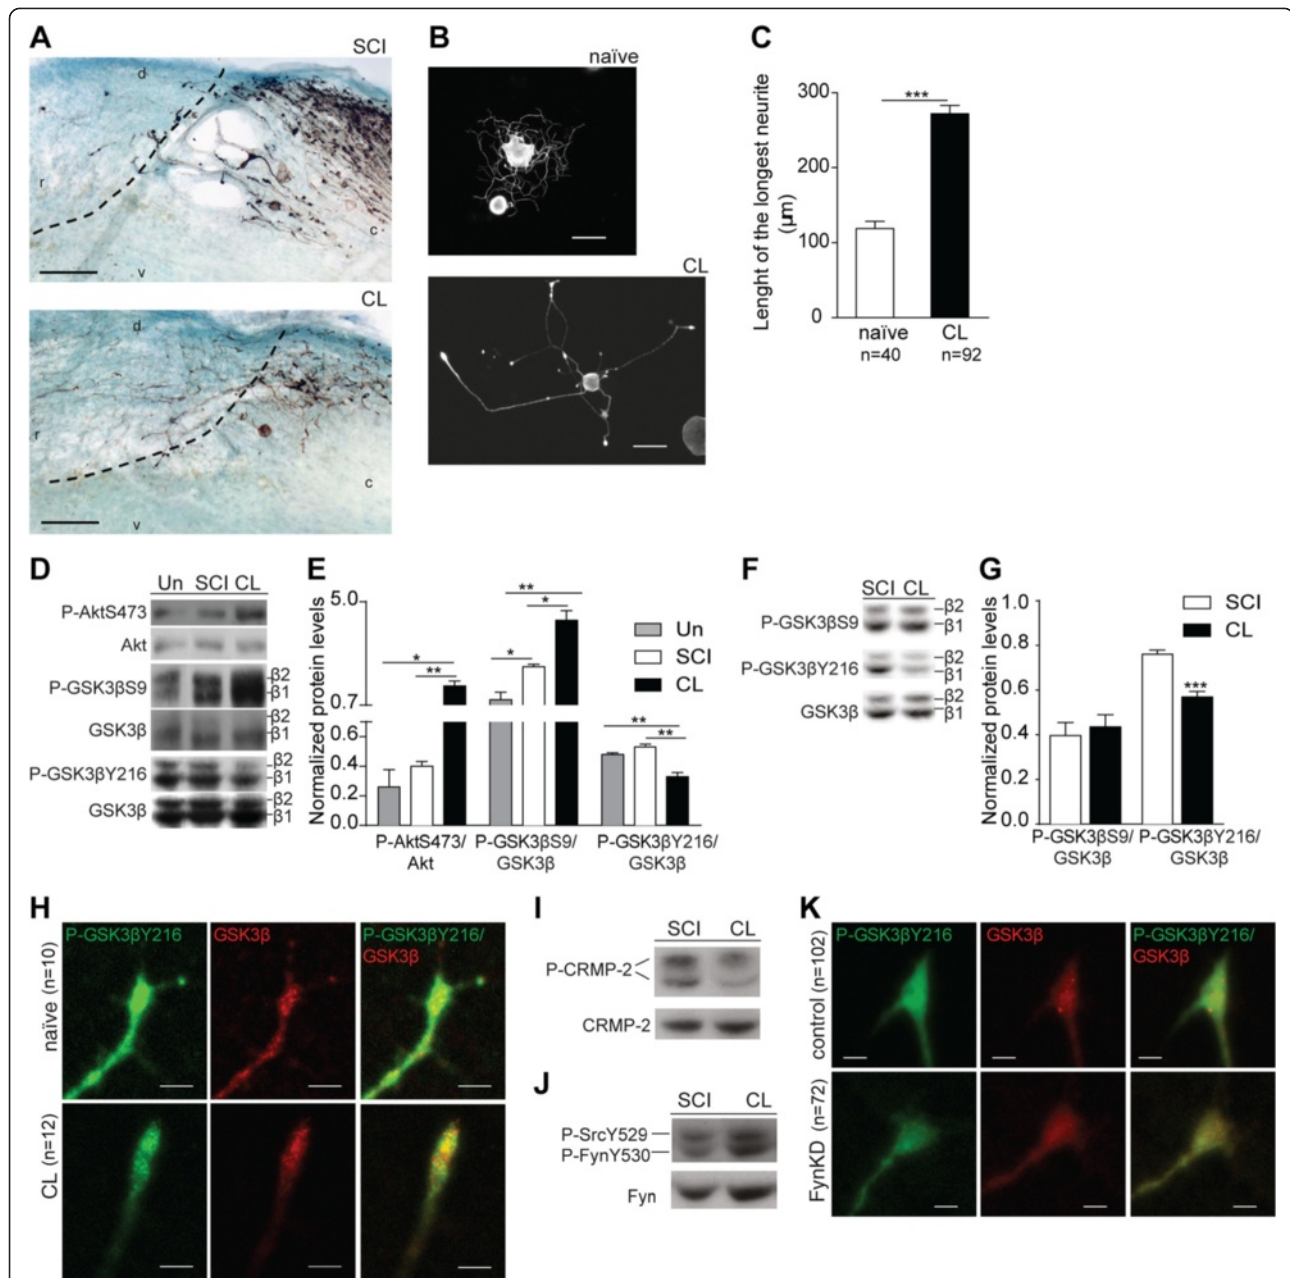 A
SCI
d
r
c
v
CL
d
r
c
v
B
naïve
CL
C
Lenght of the longest neurite
(µm)
300
200
100
0
***
naïve
n=40
CL
n=92
D
Un SCI CL
P-AktS473
Akt
P-GSK3βS9
β2
β1
GSK3β
β2
β1
P-GSK3βY216
β2
β1
GSK3β
β2
β1
E
Normalized protein levels
5.0
0.7
0.4
0.2
0.0
*
**
*
**
*
**
**
Un
SCI
CL
P-AktS473/
Akt
P-GSK3βS9/
GSK3β
P-GSK3βY216/
GSK3β
F
SCI CL
P-GSK3βS9
β2
β1
P-GSK3βY216
β2
β1
GSK3β
β2
β1
G
Normalized protein levels
1.0
0.8
0.6
0.4
0.2
0.0
***
SCI
CL
P-GSK3βS9/
GSK3β
P-GSK3βY216/
GSK3β
H
naïve (n=10)
P-GSK3βY216
GSK3β
P-GSK3βY216/
GSK3β
CL (n=12)
I
SCI CL
P-CRMP-2
CRMP-2
J
SCI CL
P-SrcY529
P-FynY530
Fyn
K
control (n=102)
P-GSK3βY216
GSK3β
P-GSK3βY216/
GSK3β
FynKD (n=72)